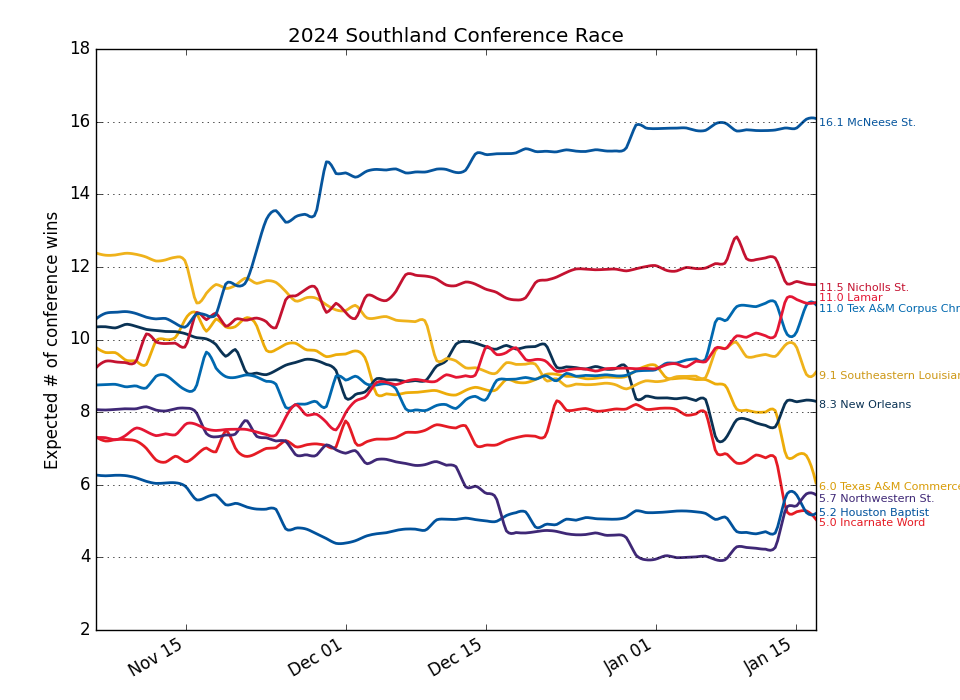 2024 Southland Conference Race
Expected # of conference wins
18
16
14
12
10
8
6
4
2
Nov 15
Dec 01
Dec 15
Jan 01
Jan 15
16.1 McNeese St.
11.5 Nicholls St.
11.0 Lamar
11.0 Tex A&M Corpus Chr
9.1 Southeastern Louisian
8.3 New Orleans
6.0 Texas A&M Commerce
5.7 Northwestern St.
5.2 Houston Baptist
5.0 Incarnate Word